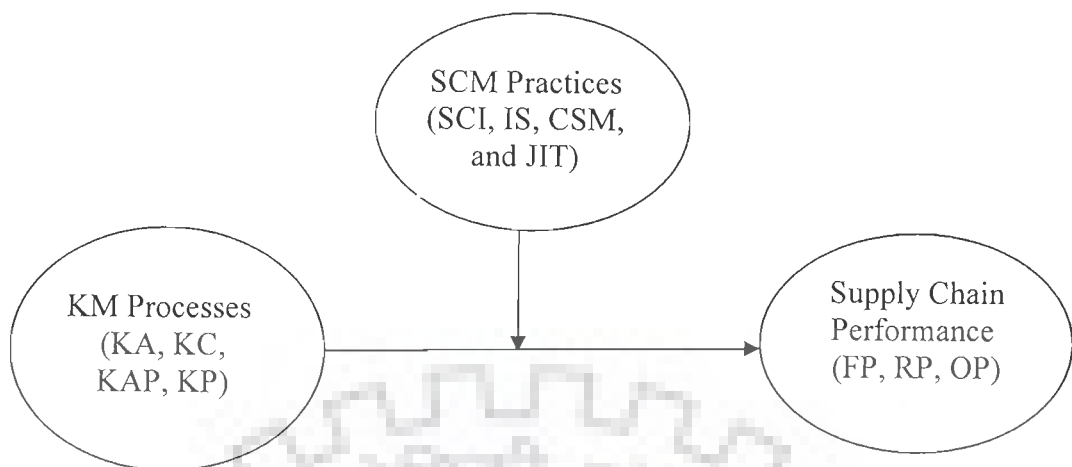 SCM Practices
(SCI, IS, CSM,
and JIT)
KM Processes
(KA, KC,
KAP, KP)
Supply Chain
Performance
(FP, RP, OP)